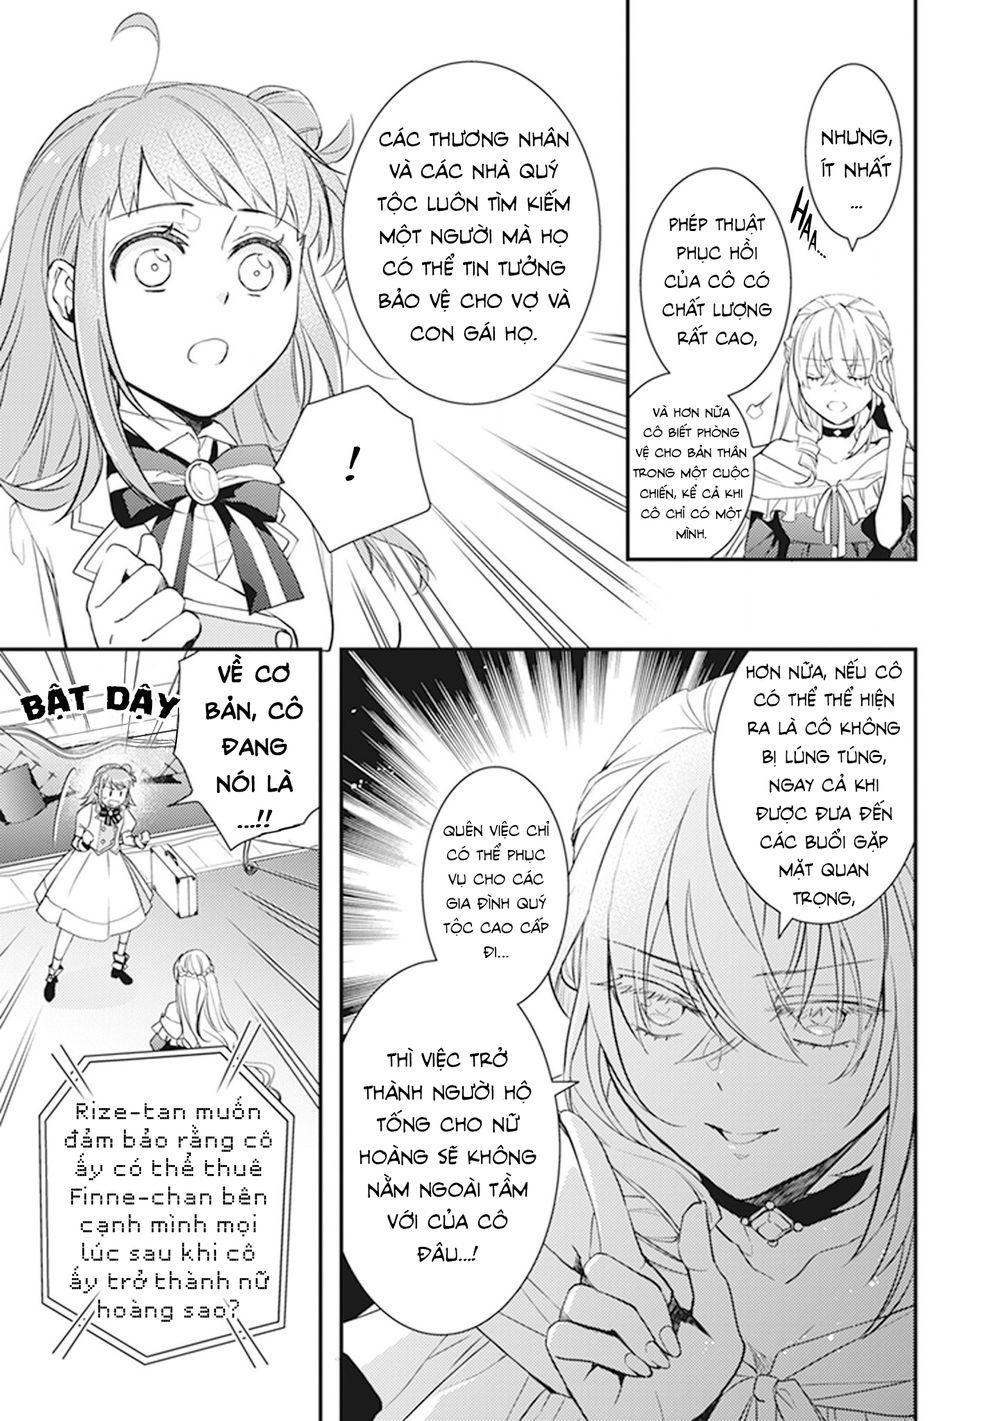 NHƯNG,
ÍT NHẤT
...
HAA...
PHÉP THUẬT
PHỤC HỒI
CỦA CÔ CÓ
CHẤT LƯỢNG
RẤT CAO,
VÀ HƠN NỮA
CÔ BIẾT PHÒNG
VỆ CHO BẢN THÂN
TRONG MỘT CUỘC
CHIẾN, KỂ CẢ KHI
CÔ CHỈ CÓ MỘT
MÌNH.
CÁC THƯƠNG NHÂN
VÀ CÁC NHÀ QUÝ
TỘC LUÔN TÌM KIẾM
MỘT NGƯỜI MÀ HỌ
CÓ THỂ TIN TƯỞNG
BẢO VỆ CHO VỢ VÀ
CON GÁI HỌ.
!
HƠN NỮA, NẾU CÔ
CÓ THỂ THỂ HIỆN
RA LÀ CÔ KHÔNG
BỊ LÚNG TÚNG,
NGAY CẢ KHI
ĐƯỢC ĐƯA ĐẾN
CÁC BUỔI GẶP
MẶT QUAN
TRỌNG,
QUÊN VIỆC CHỈ
CÓ THỂ PHỤC
VỤ CHO CÁC
GIA ĐÌNH QUÝ
TỘC CAO CẤP
ĐI...
THÌ VIỆC TRỞ
THÀNH NGƯỜI HỘ
TỐNG CHO NỮ
HOÀNG SẼ KHÔNG
NẰM NGOÀI TẦM
VỚI CỦA CÔ
ĐÂU...!
VỀ CƠ
BẢN, CÔ
ĐANG
NÓI LÀ
...!!
BẬT DẬY
Rize-tan muốn
đảm bảo rằng cô
ấy có thể thuê
Finne-chan bên
cạnh mình mọi
lúc sau khi cô
ấy trở thành nữ
hoàng sao?